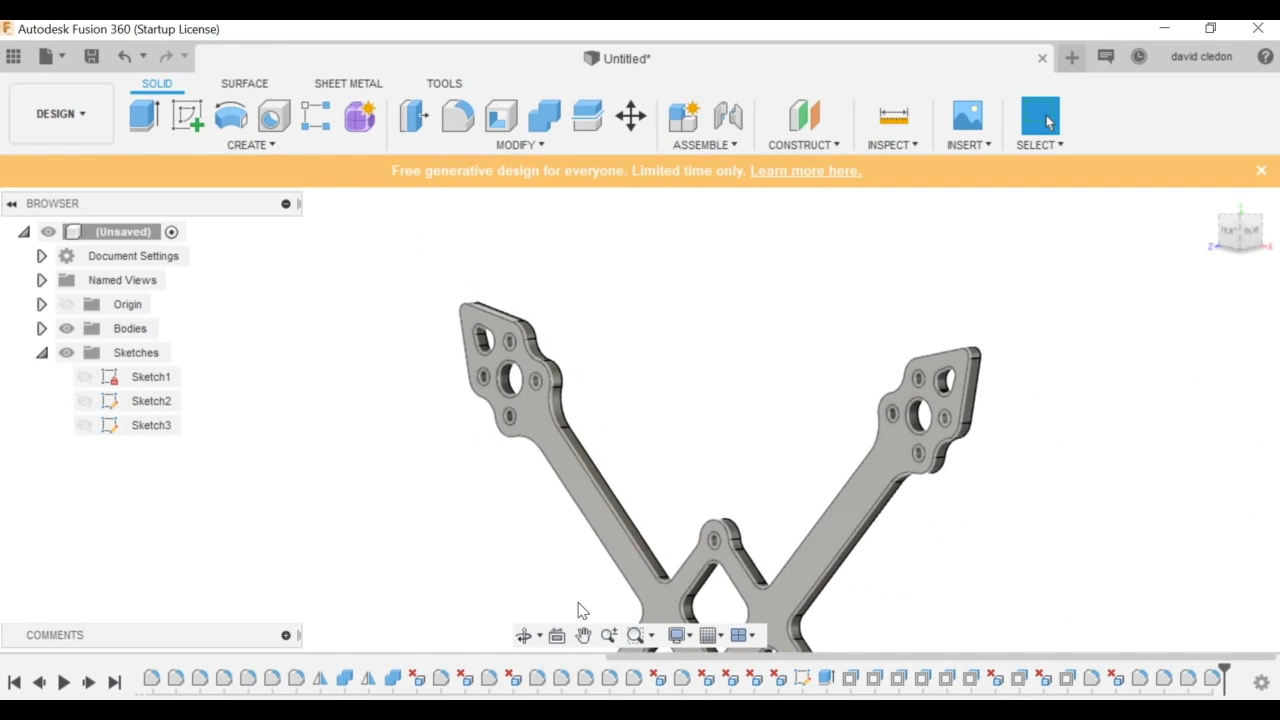 Autodesk Fusion 360 (Startup License)
Untitled*
david cledon
SOLID
SURFACE
SHEET METAL
TOOLS
DESIGN
CREATE
MODIFY
ASSEMBLE
CONSTRUCT
INSPECT
INSERT
SELECT
Free generative design for everyone. Limited time only. Learn more here.
BROWSER
(Unsaved)
Document Settings
Named Views
Origin
Bodies
Sketches
Sketch1
Sketch2
Sketch3
Z
COMMENTS